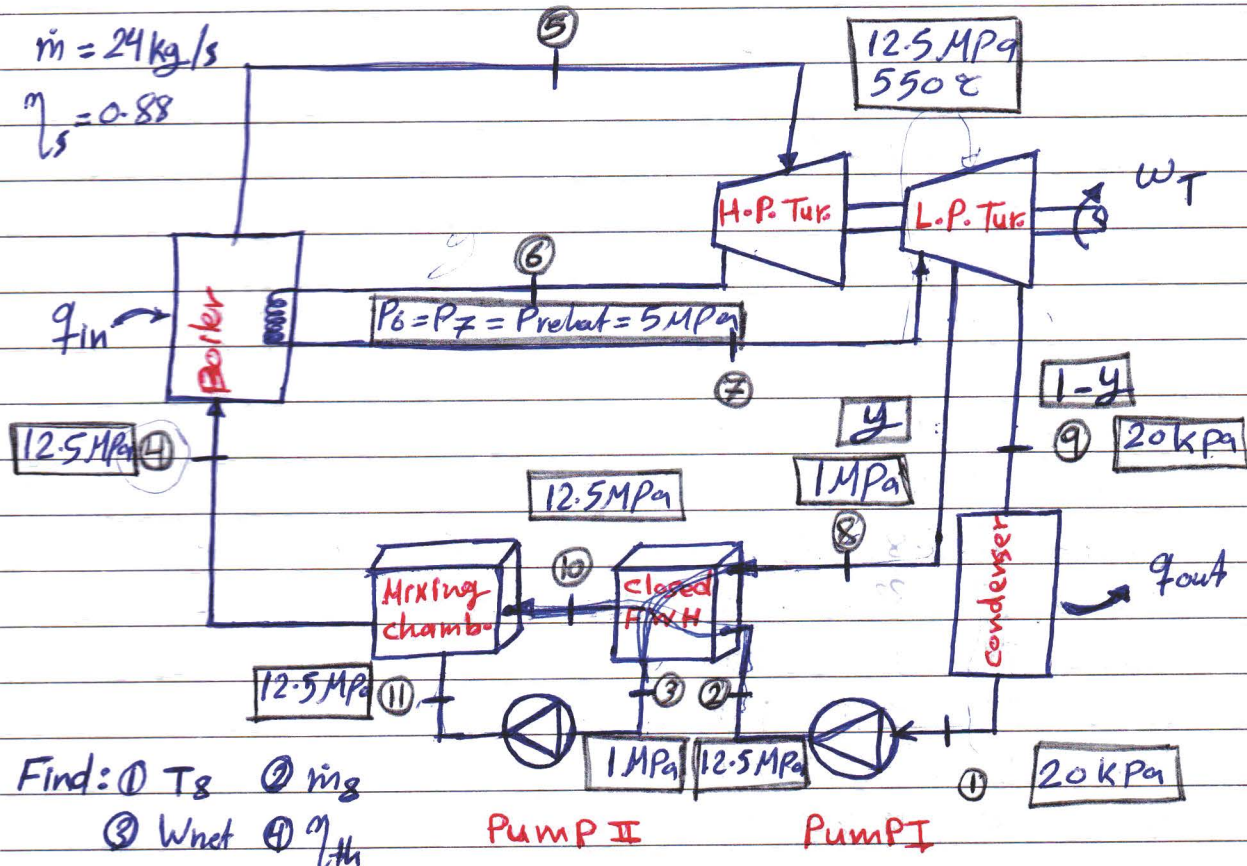 ṁ = 24 kg/s
η_s = 0.88
⑤
12.5 MPa
550 ℃
H.P. Tur.
L.P. Tur.
ω_T
⑥
q_in
Boiler
P6 = P7 = Prehat = 5 MPa
⑦
1-y
⑨
20 kPa
y
12.5 MPa
④
12.5 MPa
1 MPa
⑧
Mixing
chamb.
⑩
Closed
FWH
Condenser
q_out
12.5 MPa
⑪
③
②
1 MPa
12.5 MPa
①
20 kPa
Find: ① T8 ② ṁ8
③ Wnet ④ η_th
PumP II
PumPI